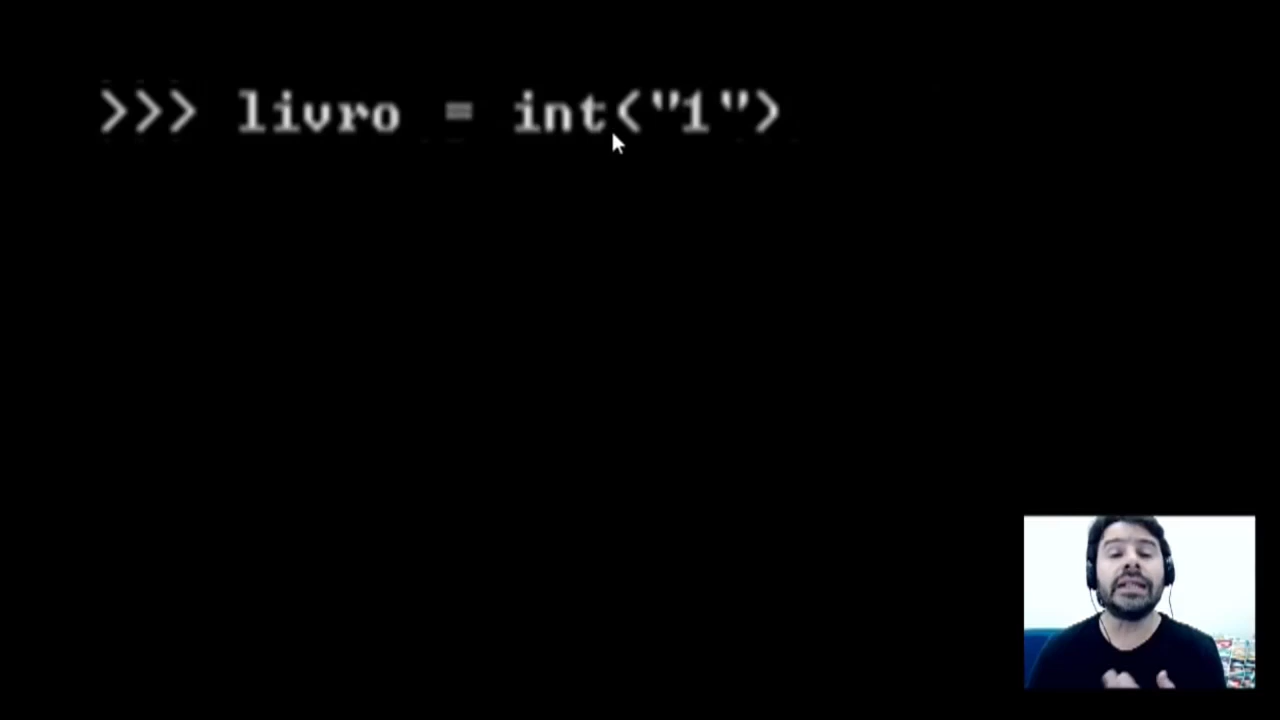 >>> livro = int("1")